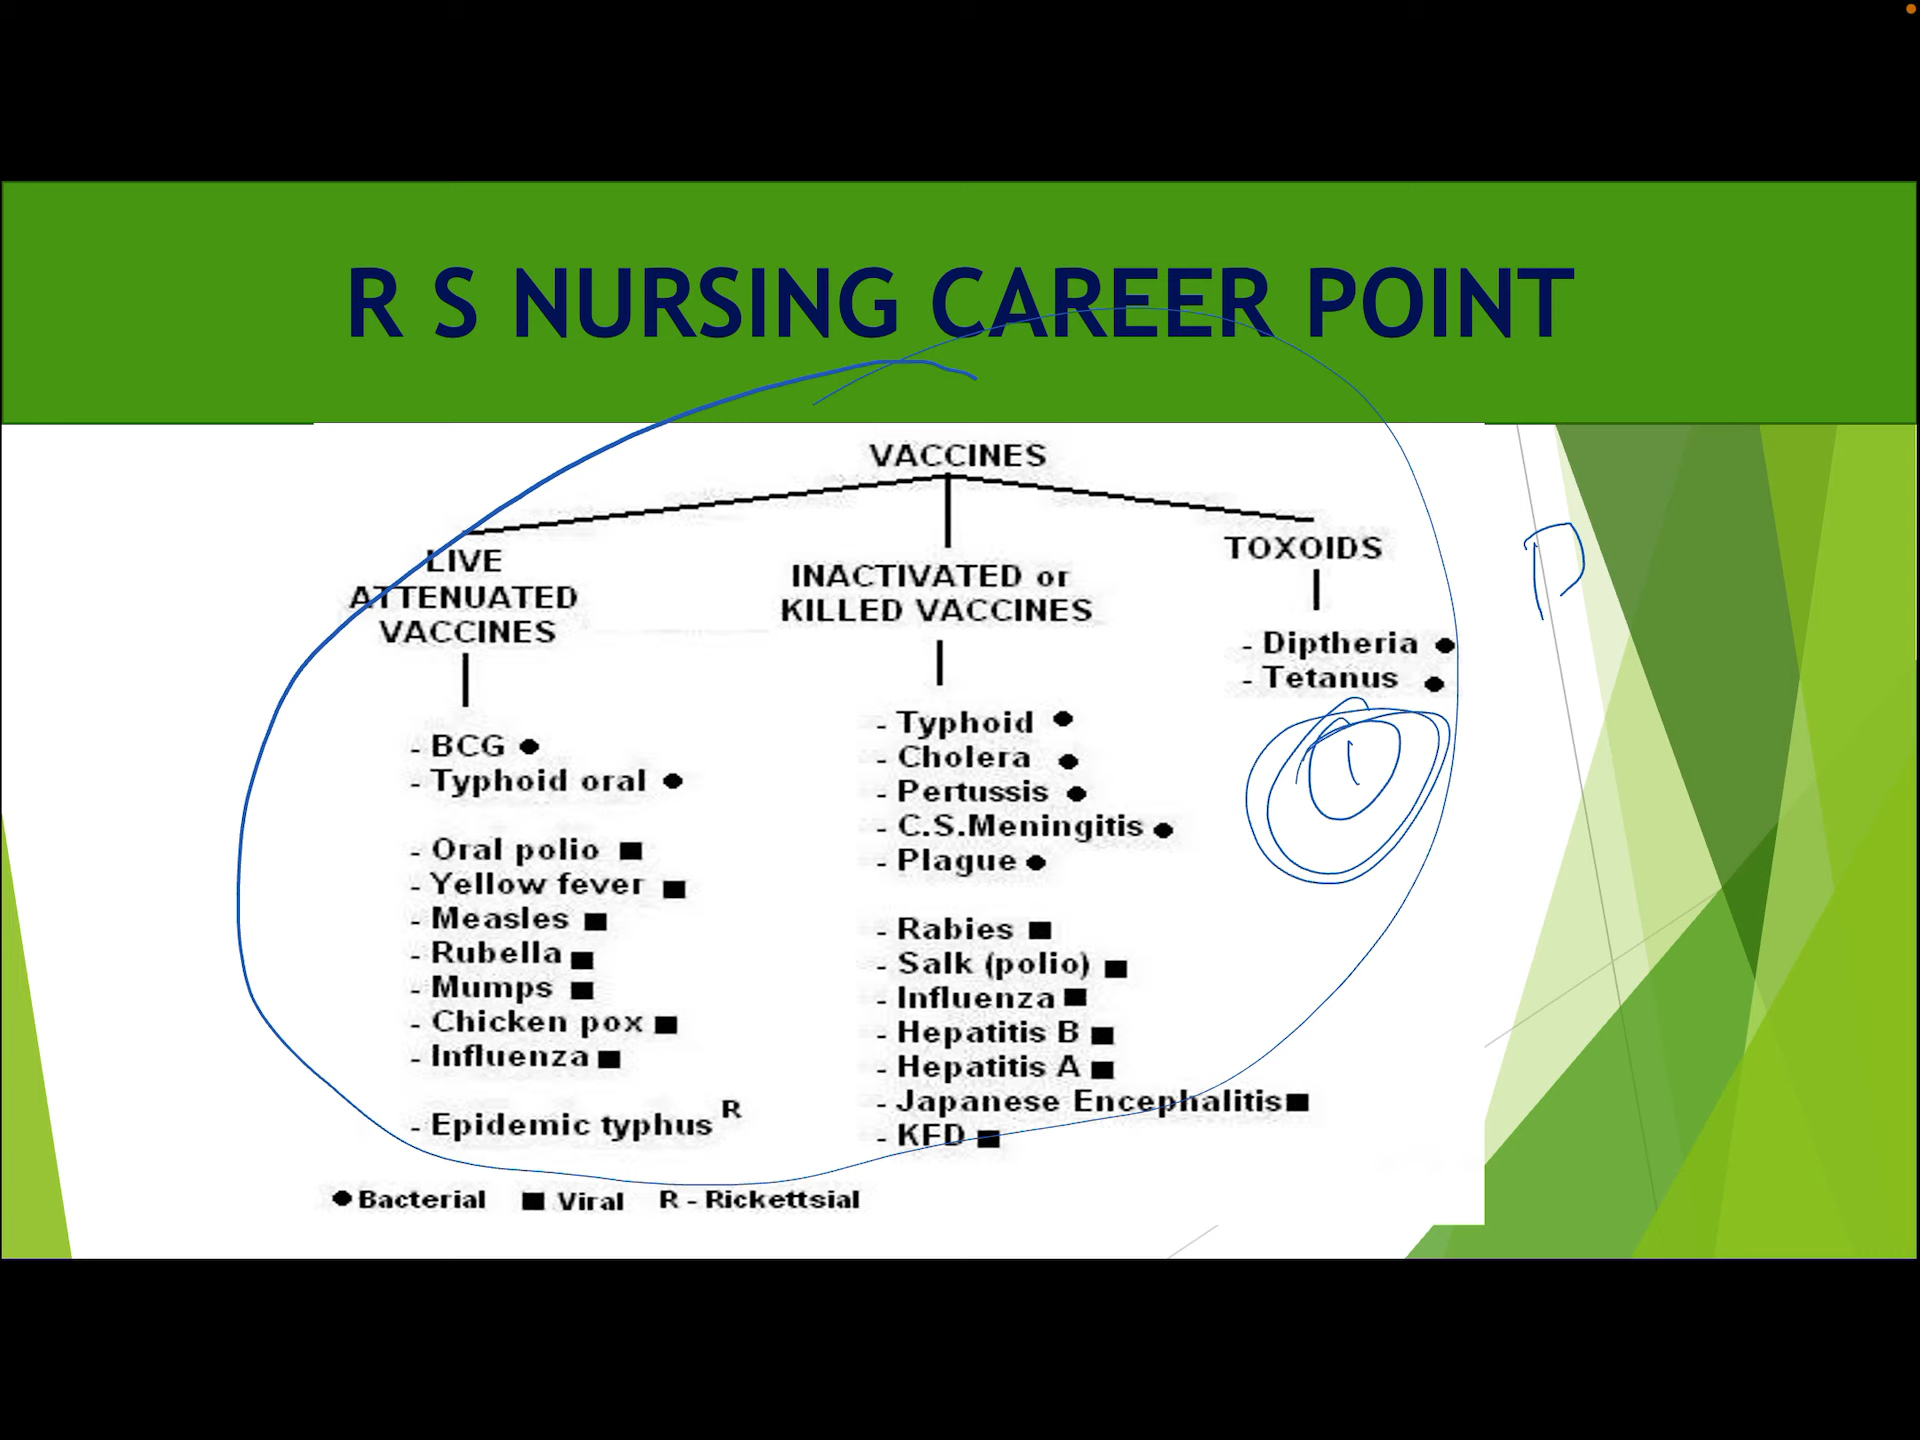 R S NURSING CAREER POINT
VACCINES
LIVE
ATTENUATED
VACCINES
- BCG ●
- Typhoid oral ●
- Oral polio ■
- Yellow fever ■
- Measles ■
- Rubella ■
- Mumps ■
- Chicken pox ■
- Influenza ■
- Epidemic typhus R
INACTIVATED or
KILLED VACCINES
- Typhoid ●
- Cholera ●
- Pertussis ●
- C.S.Meningitis ●
- Plague ●
- Rabies ■
- Salk (polio) ■
- Influenza ■
- Hepatitis B ■
- Hepatitis A ■
- Japanese Encephalitis ■
- KFD ■
TOXOIDS
- Diptheria ●
- Tetanus ●
● Bacterial ■ Viral R - Rickettsial